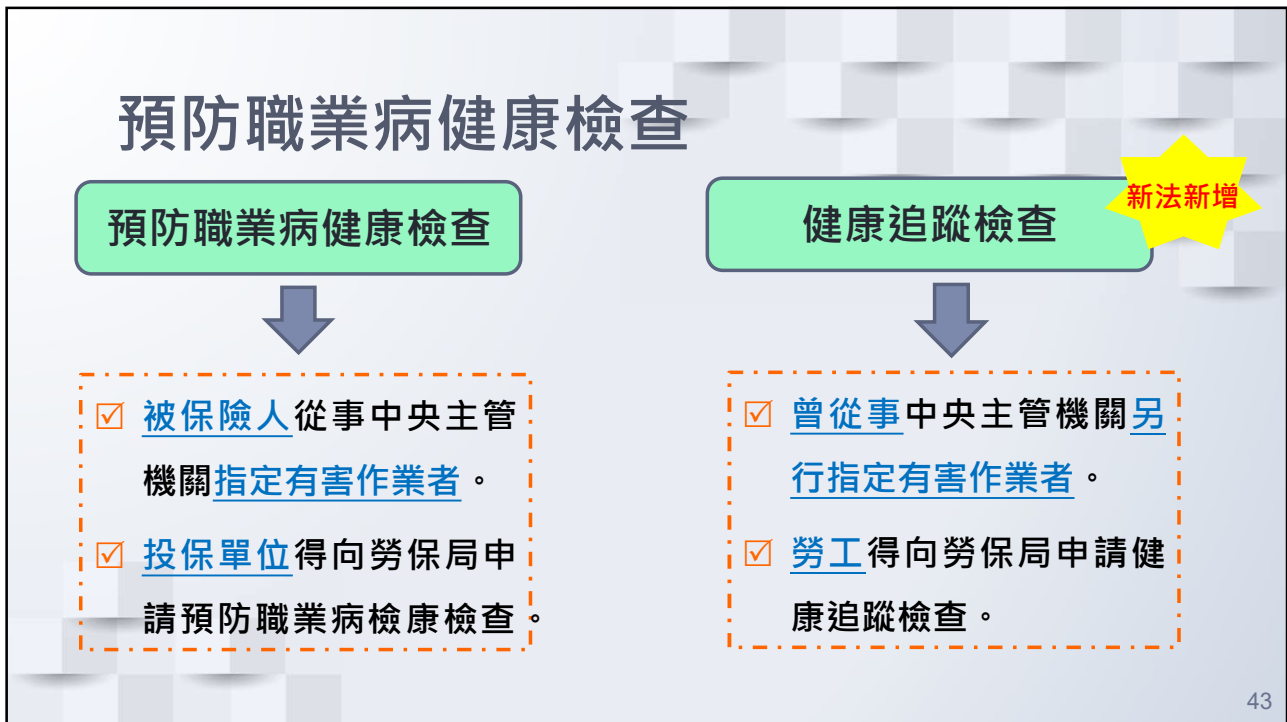 預防職業病健康檢查
預防職業病健康檢查
☑ 被保險人從事中央主管
機關指定有害作業者。
☑ 投保單位得向勞保局申
請預防職業病檢康檢查。
健康追蹤檢查
新法新增
☑ 曾從事中央主管機關另
行指定有害作業者。
☑ 勞工得向勞保局申請健
康追蹤檢查。
43